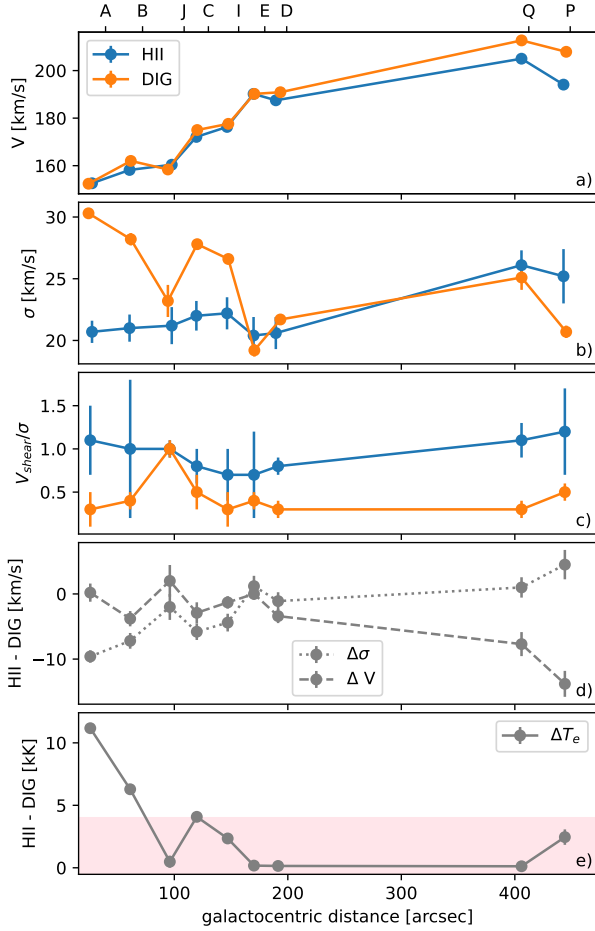 A B J C I E D Q P
HII
DIG
V [km/s]
200
180
160
a)
σ [km/s]
30
25
20
b)
V_shear/σ
1.5
1.0
0.5
c)
HII - DIG [km/s]
0
−10
Δσ
Δ V
d)
HII - DIG [kK]
10
5
0
ΔT_e
e)
100 200 300 400
galactocentric distance [arcsec]